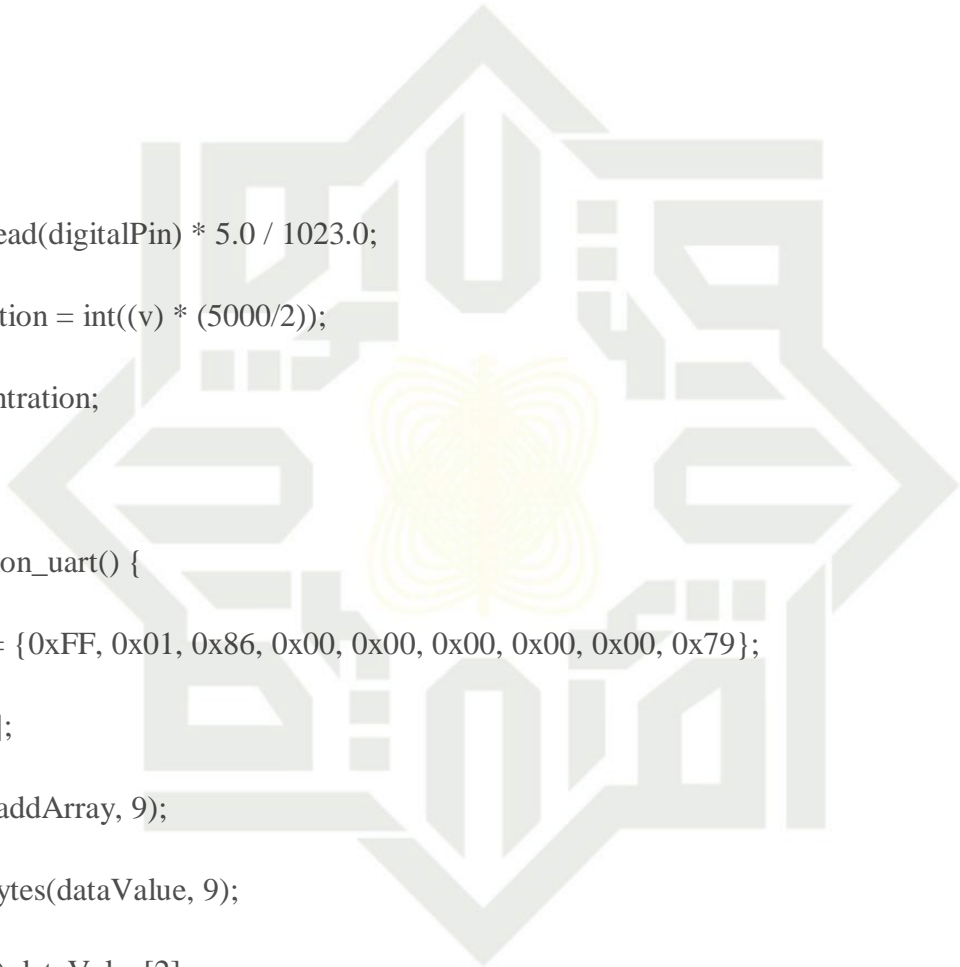 ead(digitalPin) * 5.0 / 1023.0;
tion = int((v) * (5000/2));
ntration;
on_uart() {
= {0xFF, 0x01, 0x86, 0x00, 0x00, 0x00, 0x00, 0x00, 0x79};
];
addArray, 9);
ytes(dataValue, 9);